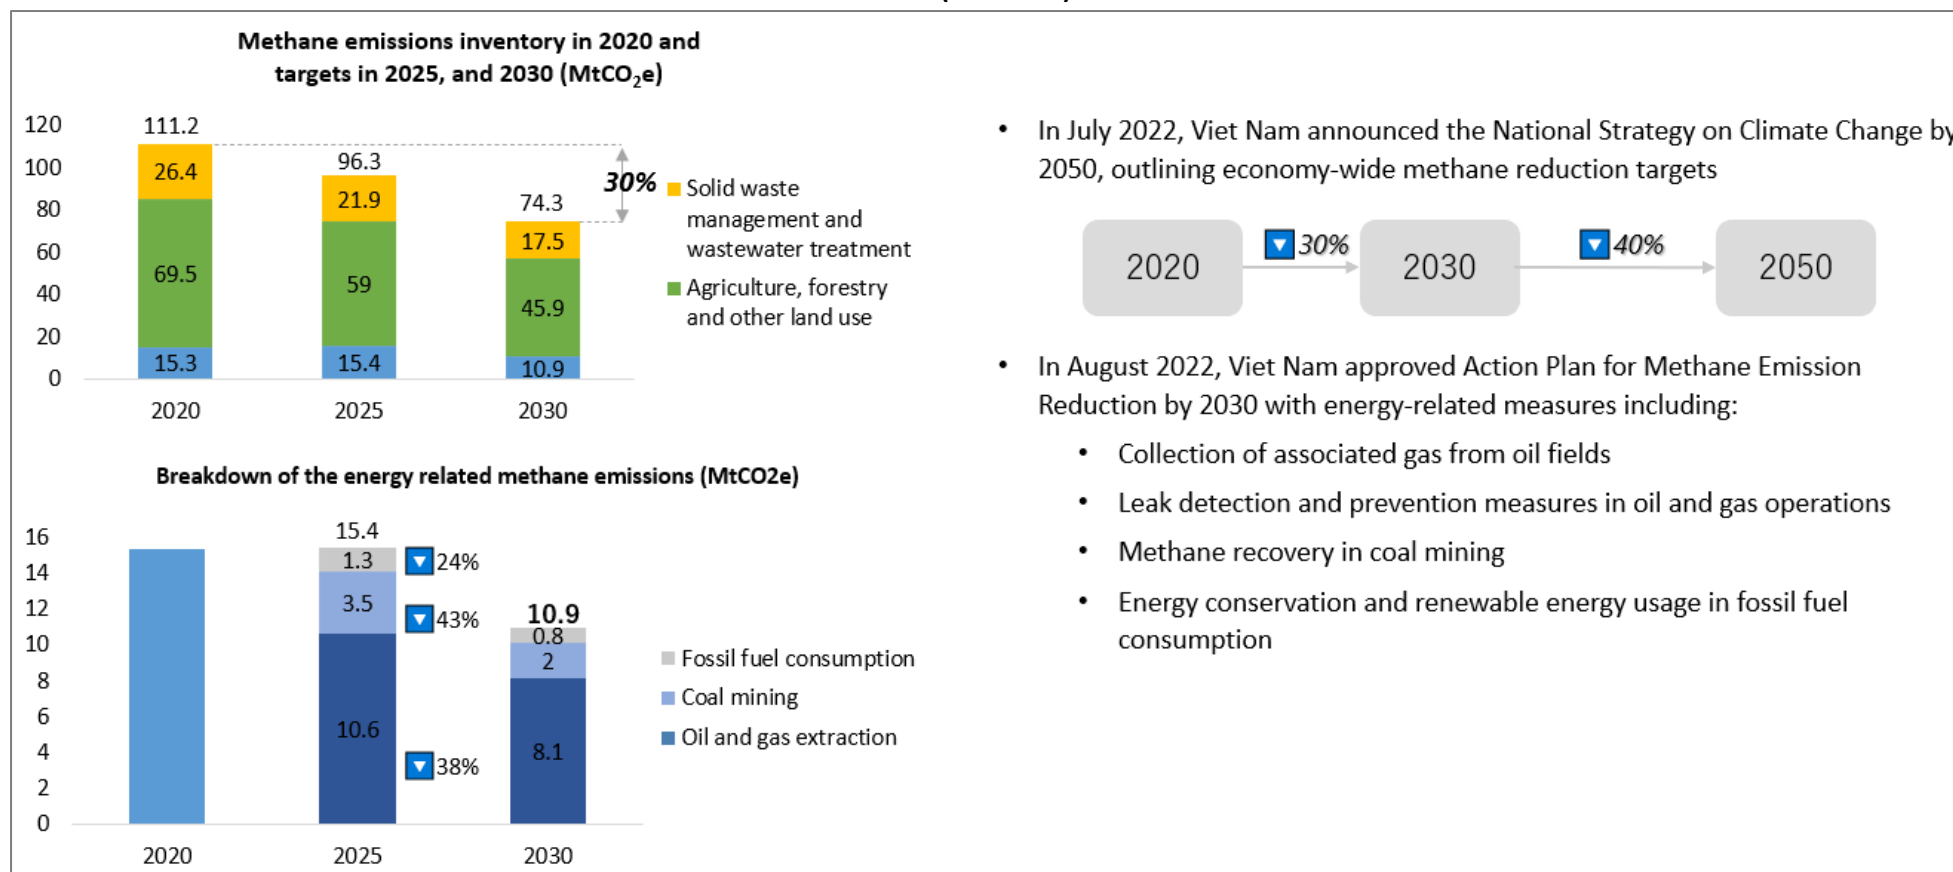 Methane emissions inventory in 2020 and
targets in 2025, and 2030 (MtCO₂e)
120
100
80
60
40
20
0
111.2
26.4
69.5
15.3
96.3
21.9
59
15.4
74.3
17.5
45.9
10.9
30%
2020
2025
2030
Solid waste
management and
wastewater treatment
Agriculture, forestry
and other land use
Breakdown of the energy related methane emissions (MtCO2e)
16
14
12
10
8
6
4
2
0
15.4
1.3
3.5
10.6
24%
43%
38%
10.9
0.8
2
8.1
2020
2025
2030
Fossil fuel consumption
Coal mining
Oil and gas extraction
• In July 2022, Viet Nam announced the National Strategy on Climate Change by
2050, outlining economy-wide methane reduction targets
2020
30%
2030
40%
2050
• In August 2022, Viet Nam approved Action Plan for Methane Emission
Reduction by 2030 with energy-related measures including:
• Collection of associated gas from oil fields
• Leak detection and prevention measures in oil and gas operations
• Methane recovery in coal mining
• Energy conservation and renewable energy usage in fossil fuel
consumption